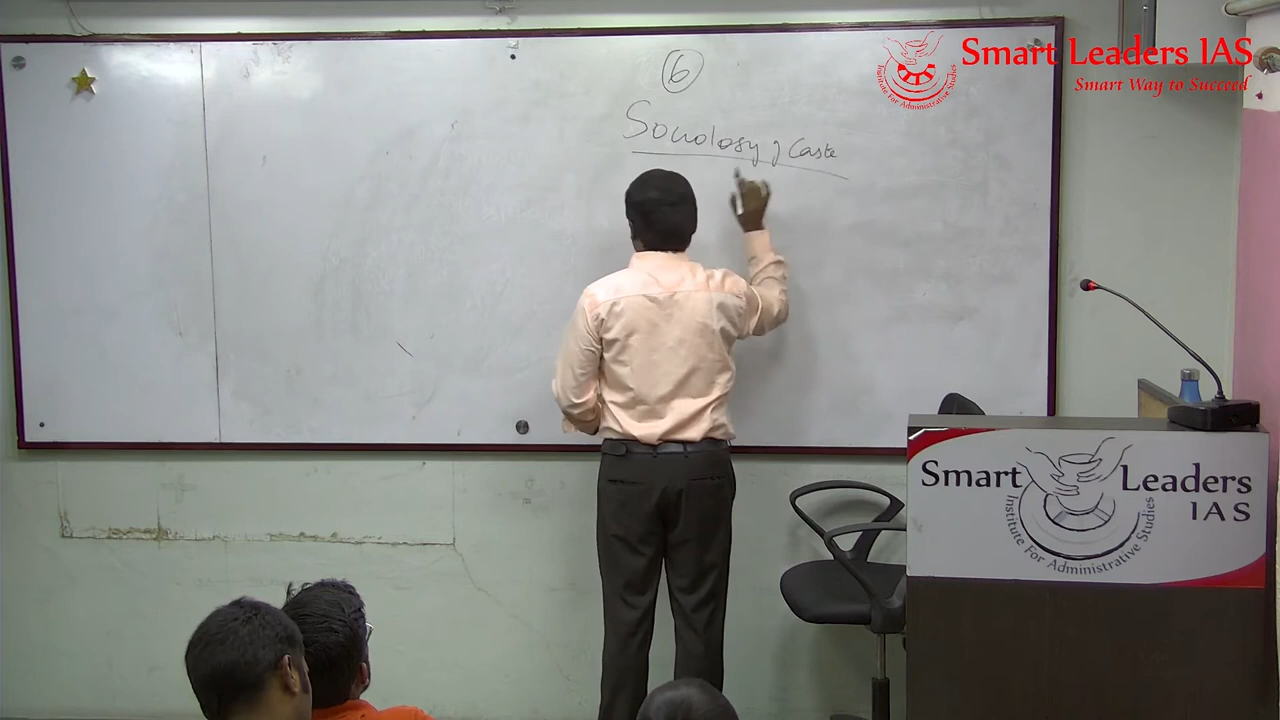 6
Sociology of Caste
Smart Leaders IAS
Smart Way to Succeed
Institute For Administrative Studies
Smart Leaders
IAS
Institute For Administrative Studies